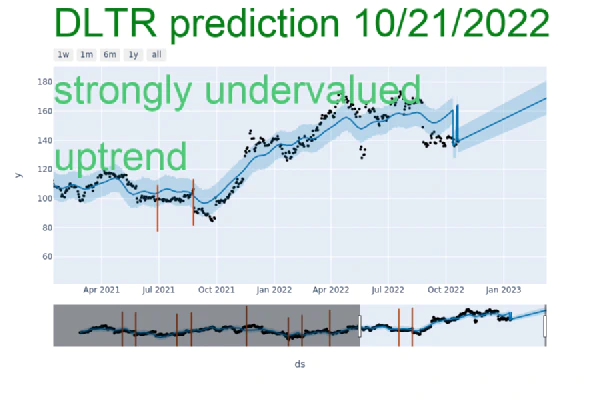 DLTR prediction 10/21/2022
1w 1m 6m 1y all
strongly undervalued
uptrend
180
160
140
120
100
80
60
y
Apr 2021 Jul 2021 Oct 2021 Jan 2022 Apr 2022 Jul 2022 Oct 2022 Jan 2023
ds